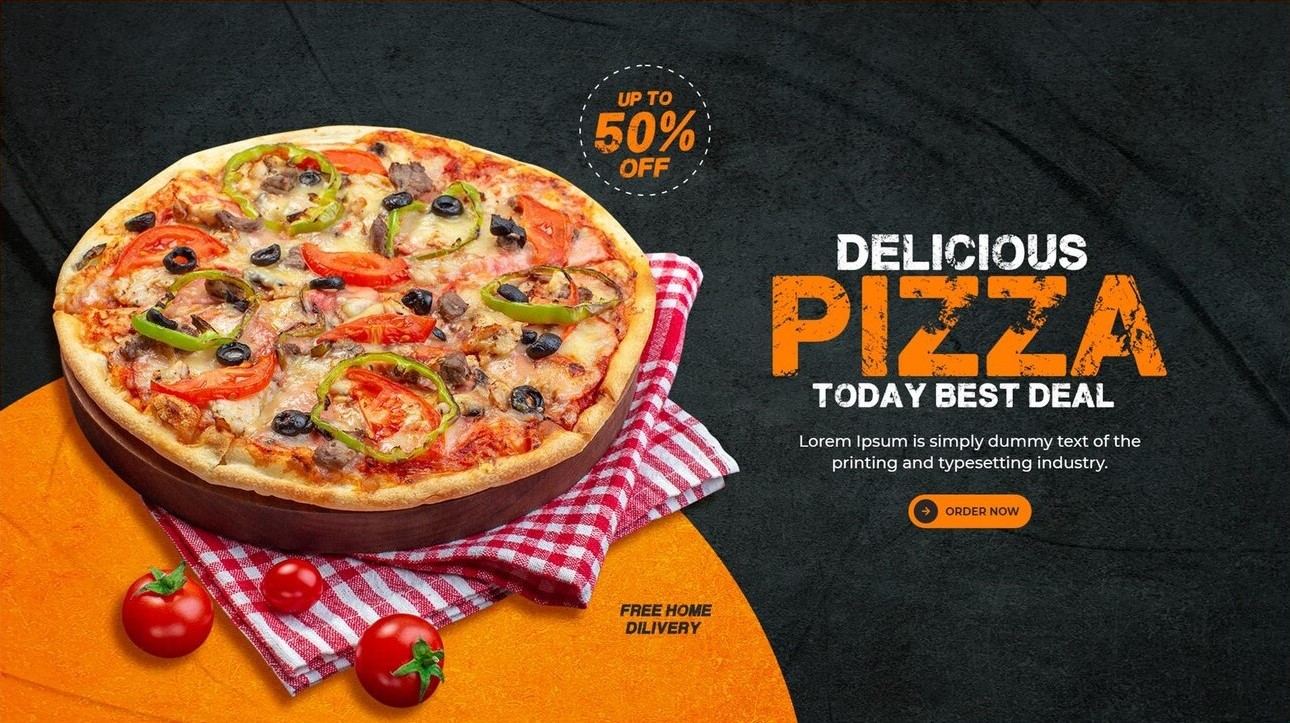 UP TO
50%
OFF
DELICIOUS
PIZZA
TODAY BEST DEAL
Lorem Ipsum is simply dummy text of the
printing and typesetting industry.
ORDER NOW
FREE HOME
DILIVERY